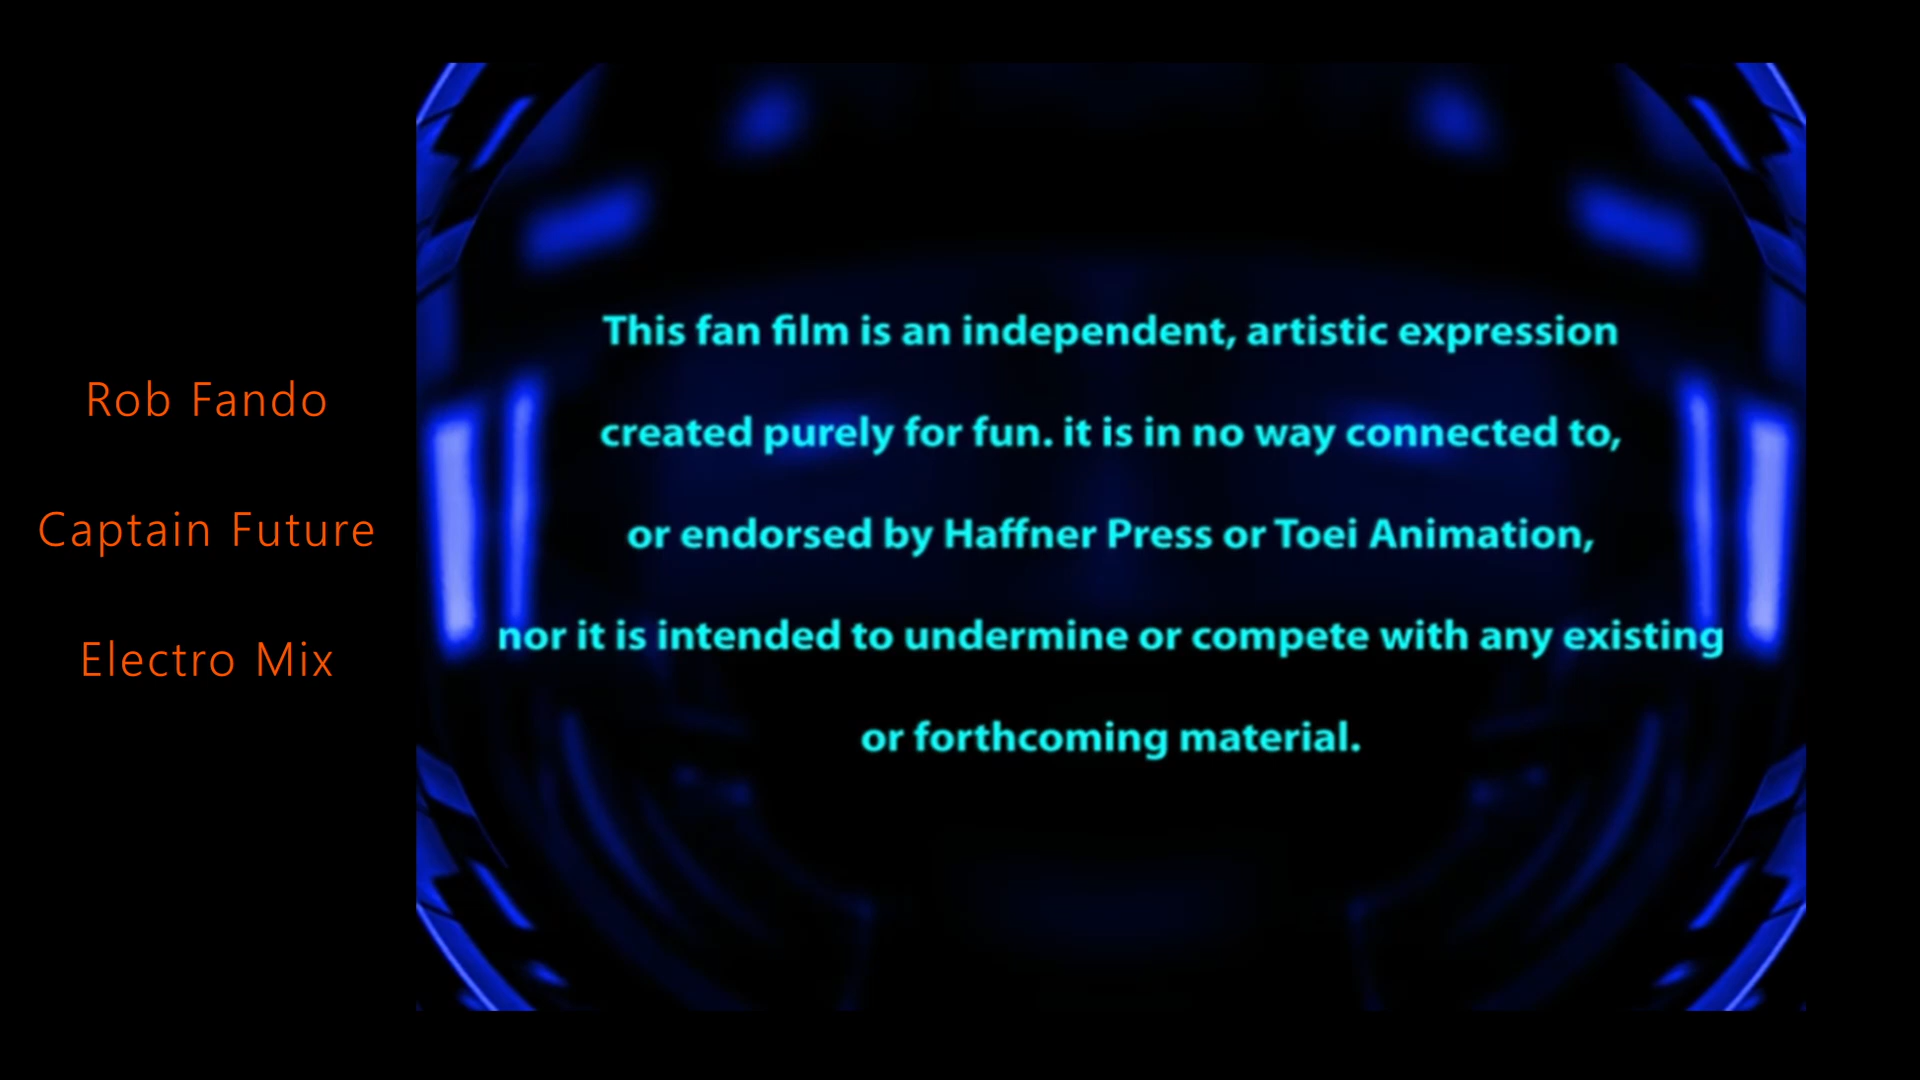 Rob Fando
Captain Future
Electro Mix
This fan film is an independent, artistic expression
created purely for fun. it is in no way connected to,
or endorsed by Haffner Press or Toei Animation,
nor it is intended to undermine or compete with any existing
or forthcoming material.